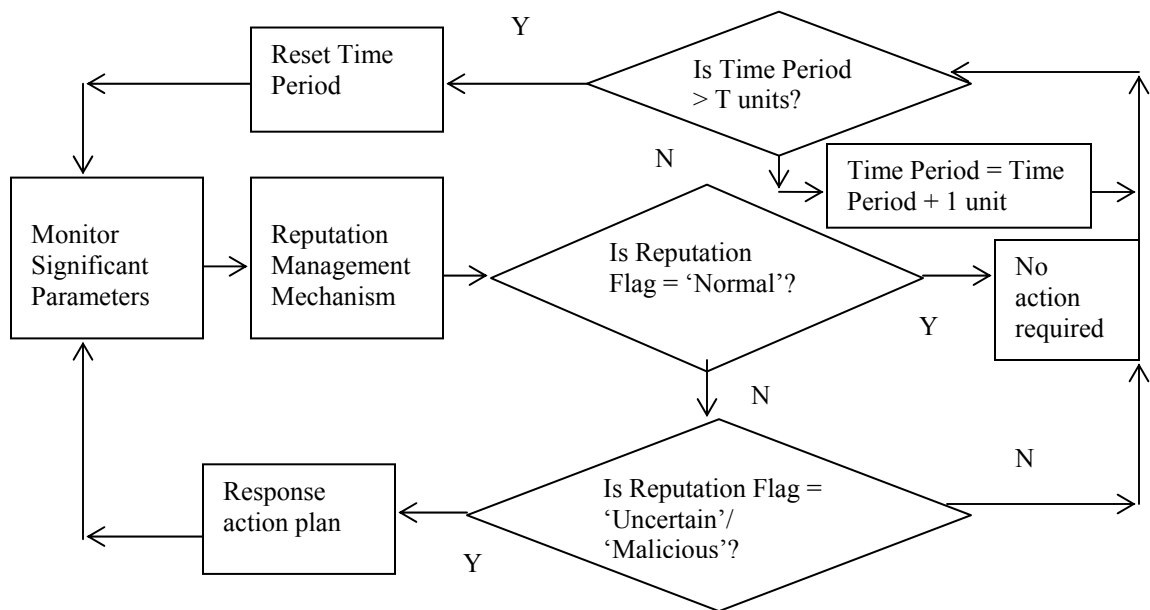 Y
Reset Time
Period
Is Time Period
> T units?
N
Time Period = Time
Period + 1 unit
Monitor
Significant
Parameters
Reputation
Management
Mechanism
Is Reputation
Flag = ‘Normal’?
Y
No
action
required
N
Response
action plan
Y
Is Reputation Flag =
‘Uncertain’/
‘Malicious’?
N